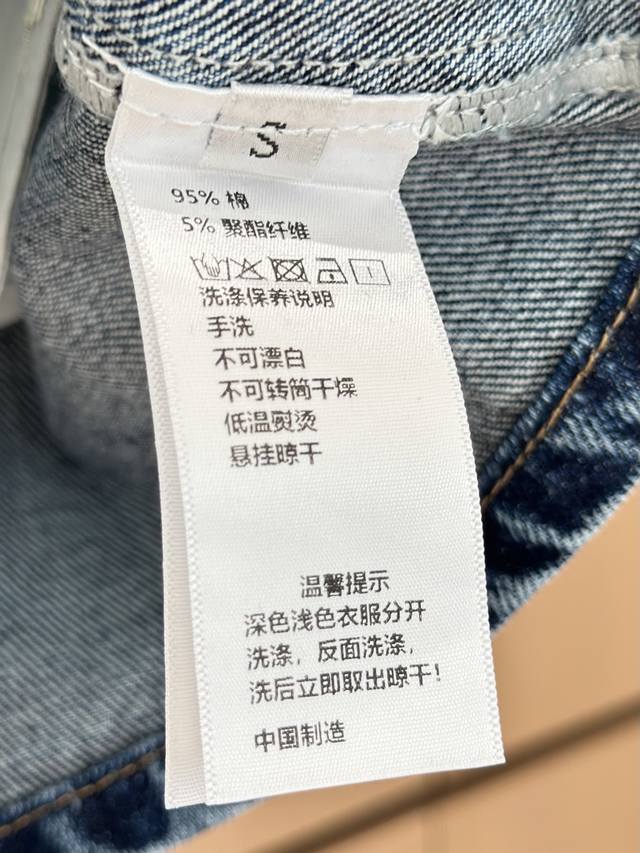 S
95% 棉
5% 聚酯纤维
洗涤保养说明
手洗
不可漂白
不可转筒干燥
低温熨烫
悬挂晾干
温馨提示
深色浅色衣服分开
洗涤，反面洗涤，
洗后立即取出晾干！
中国制造